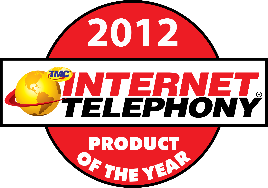 2012
TMC
INTERNET
TELEPHONY®
PRODUCT
OF THE YEAR